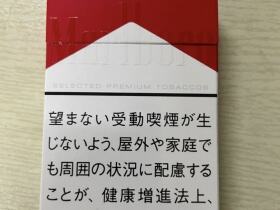 Marlboro
SELECTED PREMIUM TOBACCOS
望まない受動喫煙が生
じないよう、屋外や家庭で
も周囲の状況に配慮する
ことが、健康増進法上、